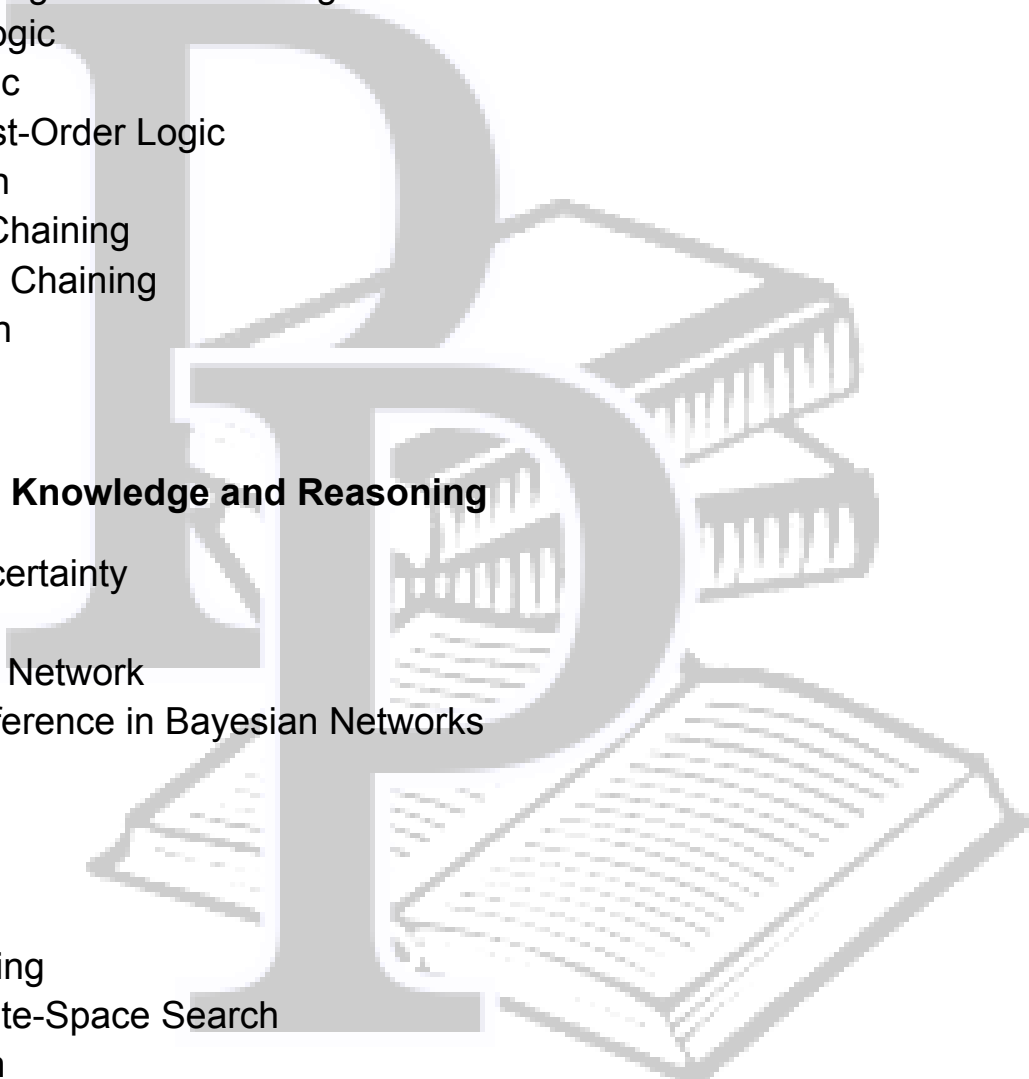 ogic
c
st-Order Logic
n
Chaining
Chaining
n
Knowledge and Reasoning
certainty
Network
ference in Bayesian Networks
ing
te-Space Search
P
P